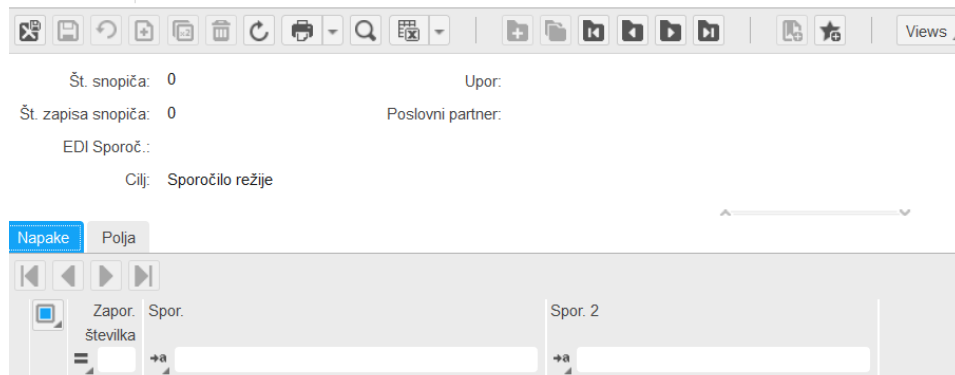 Views
Št. snopiča: 0 Upor:
Št. zapisa snopiča: 0 Poslovni partner:
EDI Sporoč.:
Cilj: Sporočilo režije
Napake Polja
Zapor. Spor. Spor. 2
številka